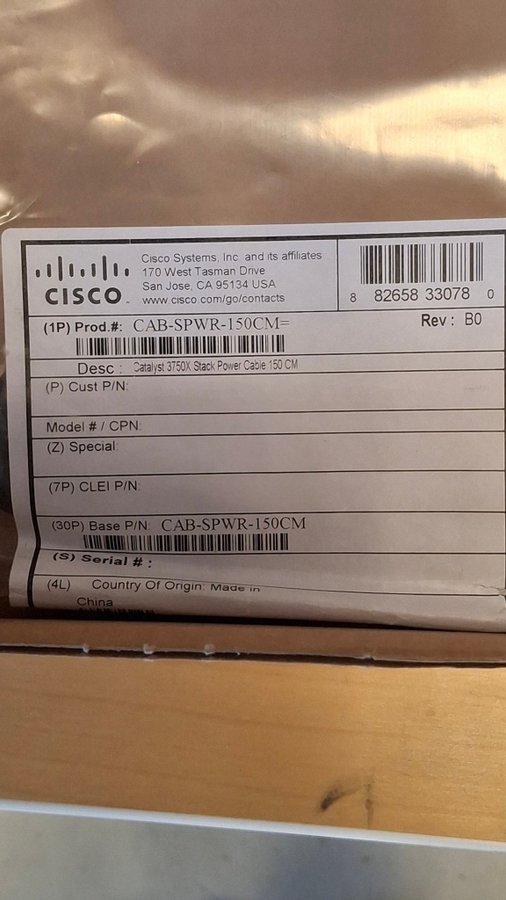 CISCO
Cisco Systems, Inc and its affiliates
170 West Tasman Drive
San Jose, CA 95134 USA
www.cisco.com/go/contacts
8 82658 33078 0
(1P) Prod.#: CAB-SPWR-150CM=
Rev : B0
Desc : Catalyst 3750X Stack Power Cable 150 CM
(P) Cust P/N:
Model # / CPN:
(Z) Special:
(7P) CLEI P/N:
(30P) Base P/N: CAB-SPWR-150CM
(S) Serial # :
(4L) Country Of Origin: Made in
China